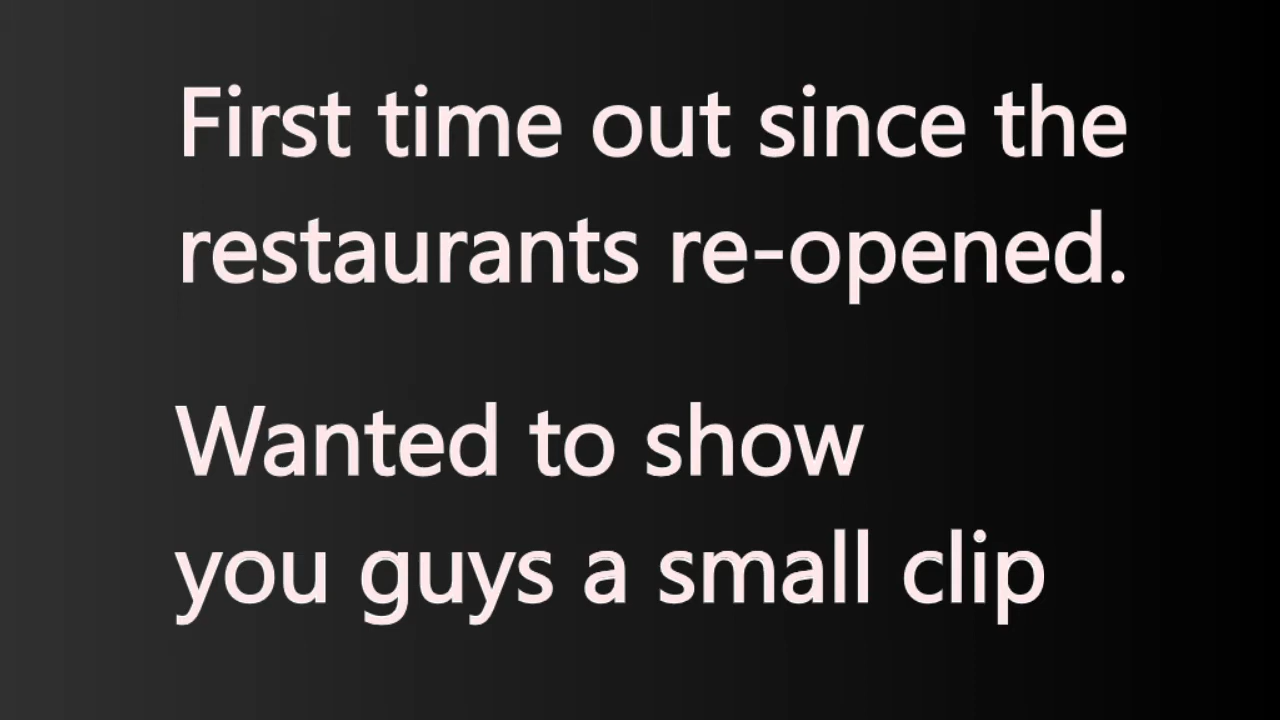 First time out since the
restaurants re-opened.
Wanted to show
you guys a small clip